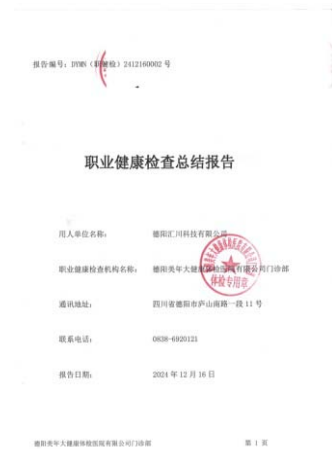 报告编号：DYMN（职健检）2412160002 号
职业健康检查总结报告
用人单位名称： 德阳汇川科技有限公司
职业健康检查机构名称： 德阳美年大健康体检医院有限公司门诊部
体检专用章
通讯地址： 四川省德阳市庐山南路一段 11 号
联系电话： 0838-6920121
报告日期： 2024 年 12 月 16 日
德阳美年大健康体检医院有限公司门诊部 第 1 页